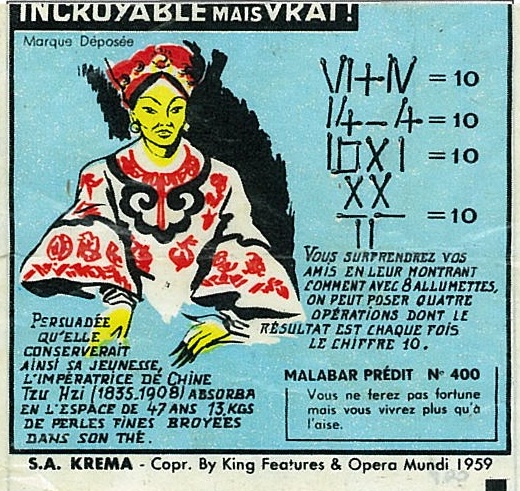 INCROYABLE MAIS VRAI!
Marque Déposée
VI+IV = 10
14-4 = 10
10 X 1 = 10
XX
— = 10
II
VOUS SURPRENDREZ VOS
AMIS EN LEUR MONTRANT
COMMENT AVEC 8 ALLUMETTES,
ON PEUT POSER QUATRE
OPÉRATIONS DONT LE
RÉSULTAT EST CHAQUE FOIS
LE CHIFFRE 10.
PERSUADÉE
QU'ELLE
CONSERVERAIT
AINSI SA JEUNESSE,
L'IMPÉRATRICE DE CHINE
TZU HZI (1835-1908) ABSORBA
EN L'ESPACE DE 47 ANS 13 KGS
DE PERLES FINES BROYÉES
DANS SON THÉ.
MALABAR PRÉDIT N° 400
Vous ne ferez pas fortune
mais vous vivrez plus qu'à
l'aise.
S.A. KREMA - Copr. By King Features & Opera Mundi 1959